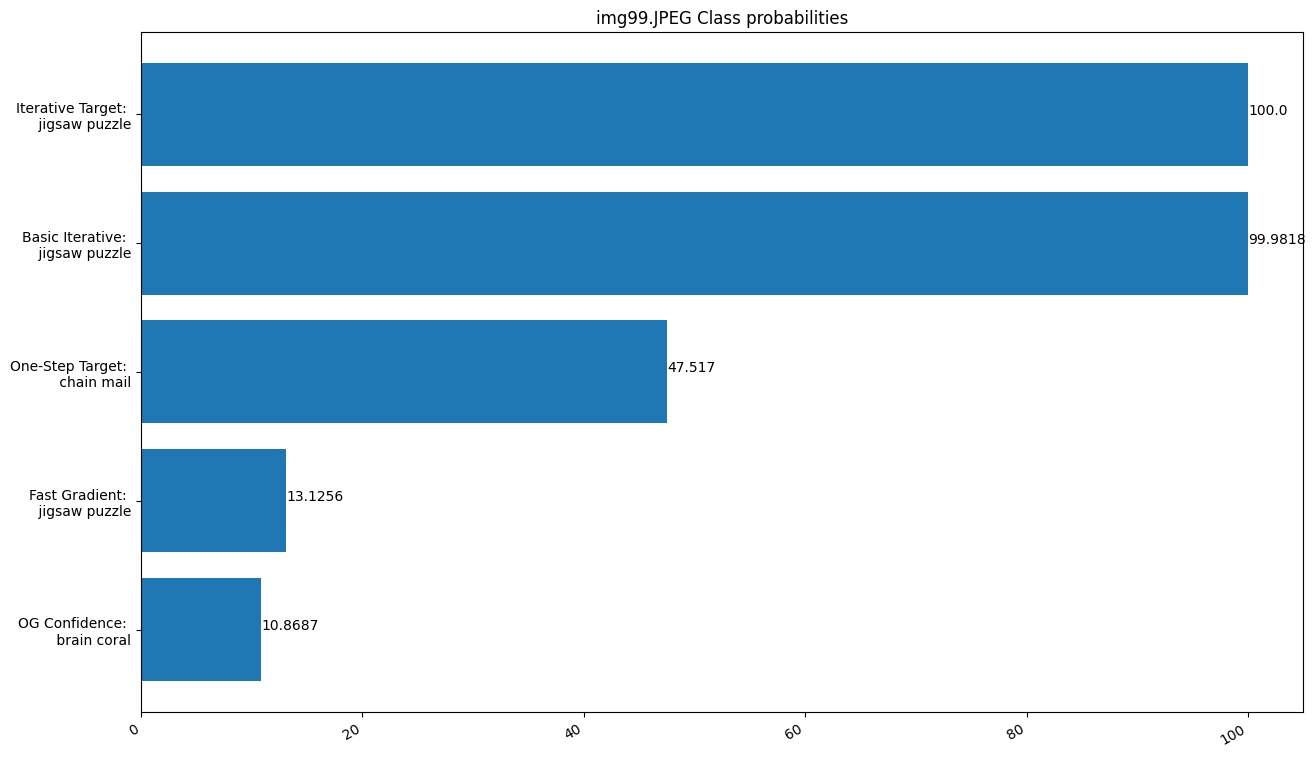 img99.JPEG Class probabilities
Iterative Target:
jigsaw puzzle
100.0
Basic Iterative:
jigsaw puzzle
99.9818
One-Step Target:
chain mail
47.517
Fast Gradient:
jigsaw puzzle
13.1256
OG Confidence:
brain coral
10.8687
0 20 40 60 80 100